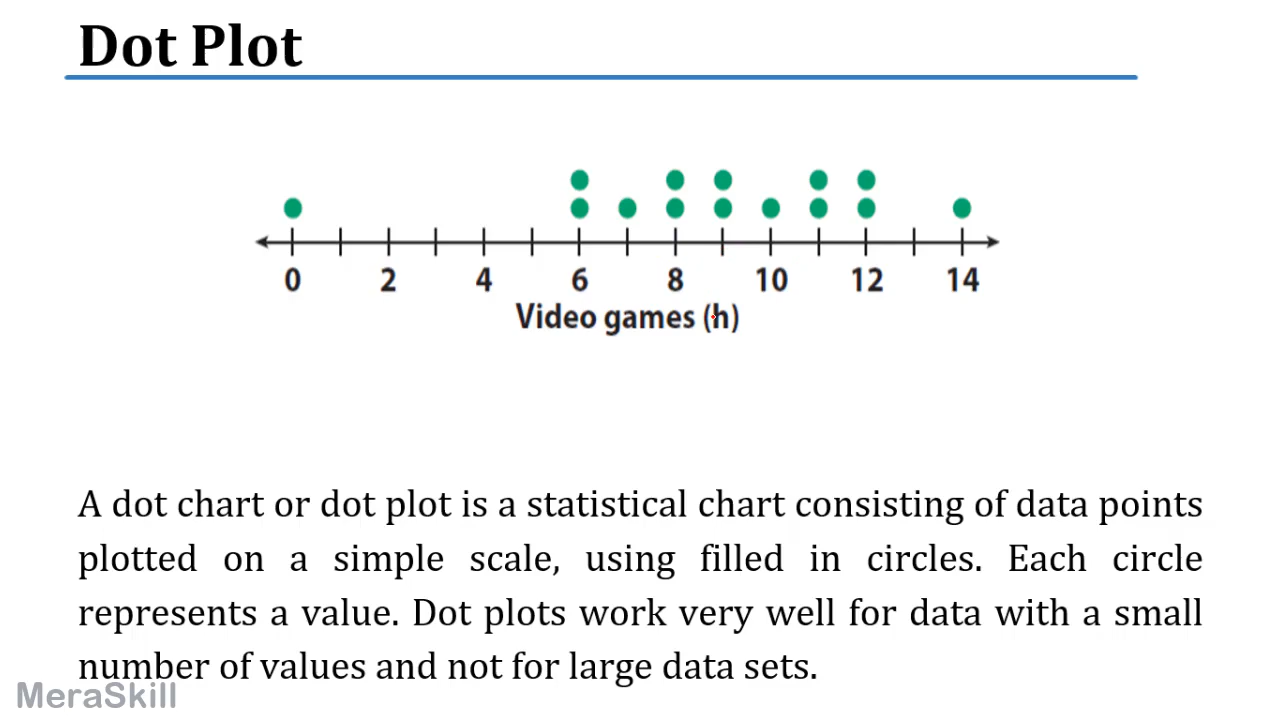 Dot Plot
0 2 4 6 8 10 12 14
Video games (h)
A dot chart or dot plot is a statistical chart consisting of data points
plotted on a simple scale, using filled in circles. Each circle
represents a value. Dot plots work very well for data with a small
number of values and not for large data sets.
MeraSkill